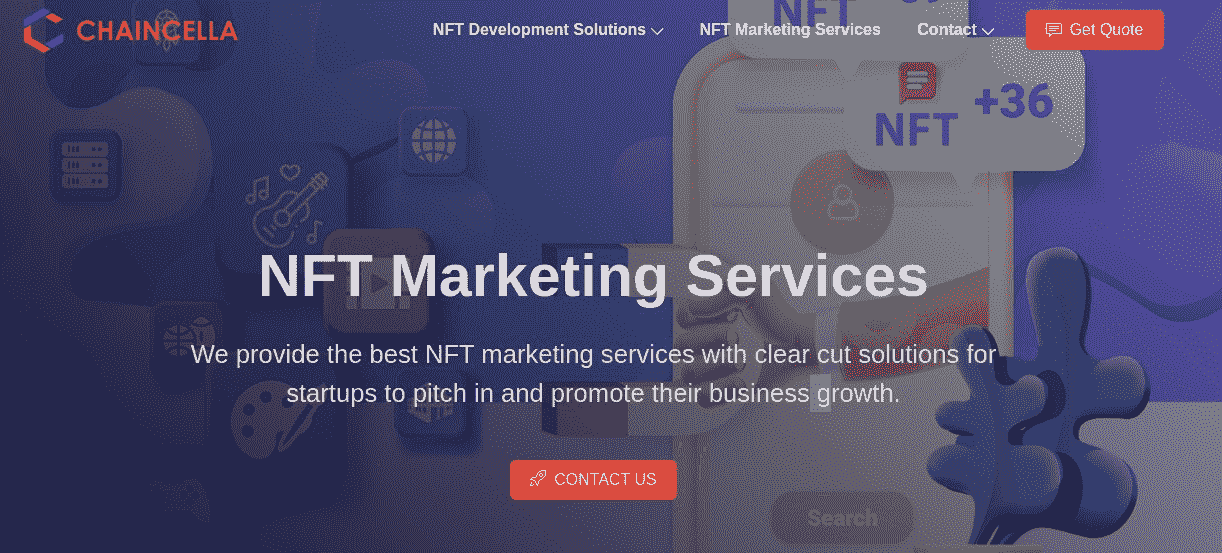 CHAINCELLA
NFT Development Solutions
NFT Marketing Services
Contact
Get Quote
NFT
NFT +36
NFT Marketing Services
We provide the best NFT marketing services with clear cut solutions for
startups to pitch in and promote their business growth.
CONTACT US
Search